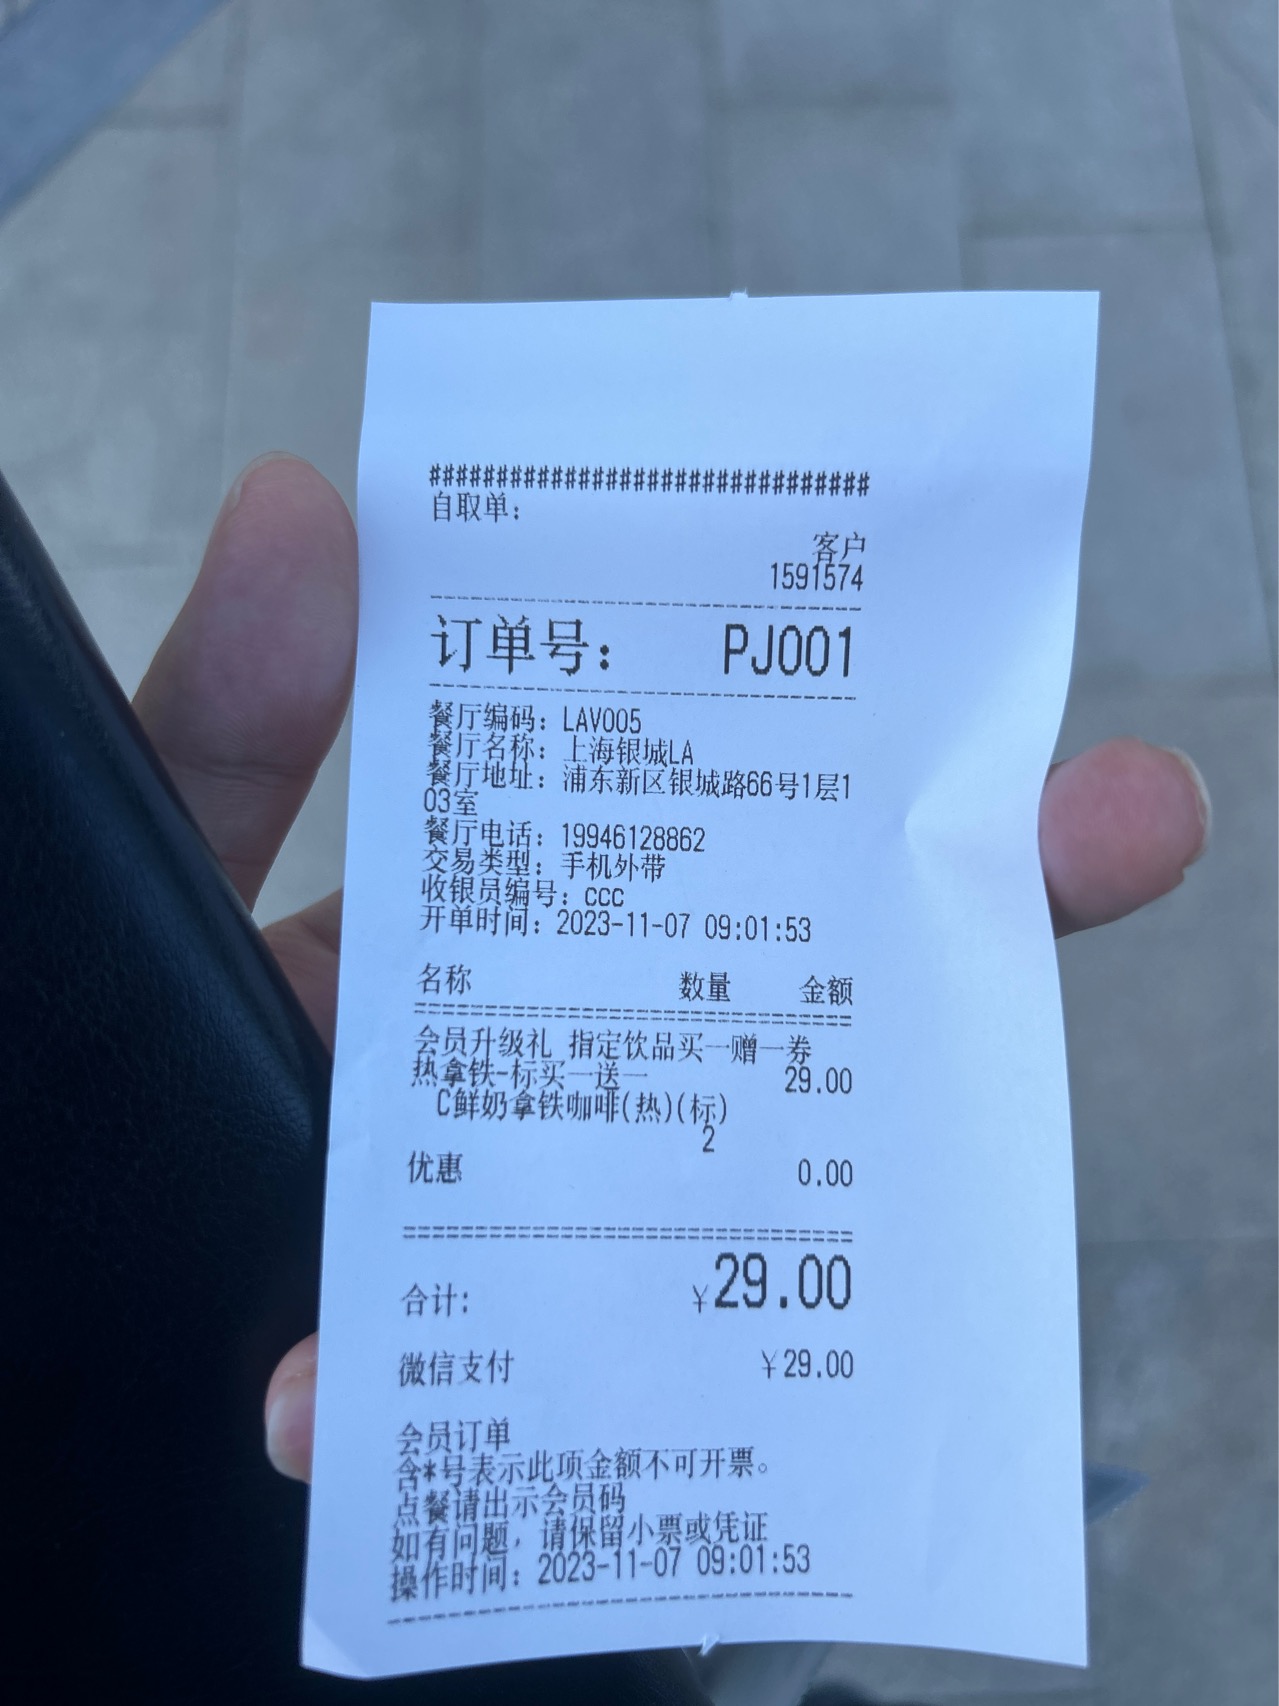 ################################
自取单：
客户
1591574
订单号： PJ001
餐厅编码：LAV005
餐厅名称：上海银城LA
餐厅地址：浦东新区银城路66号1层1
03室
餐厅电话：19946128862
交易类型：手机外带
收银员编号：ccc
开单时间：2023-11-07 09:01:53
名称 数量 金额
会员升级礼 指定饮品买一赠一券
热拿铁-标买一送一 29.00
C鲜奶拿铁咖啡(热)(标)
2
优惠 0.00
合计： ¥29.00
微信支付 ¥29.00
会员订单
含*号表示此项金额不可开票。
点餐请出示会员码
如有问题，请保留小票或凭证
操作时间：2023-11-07 09:01:53